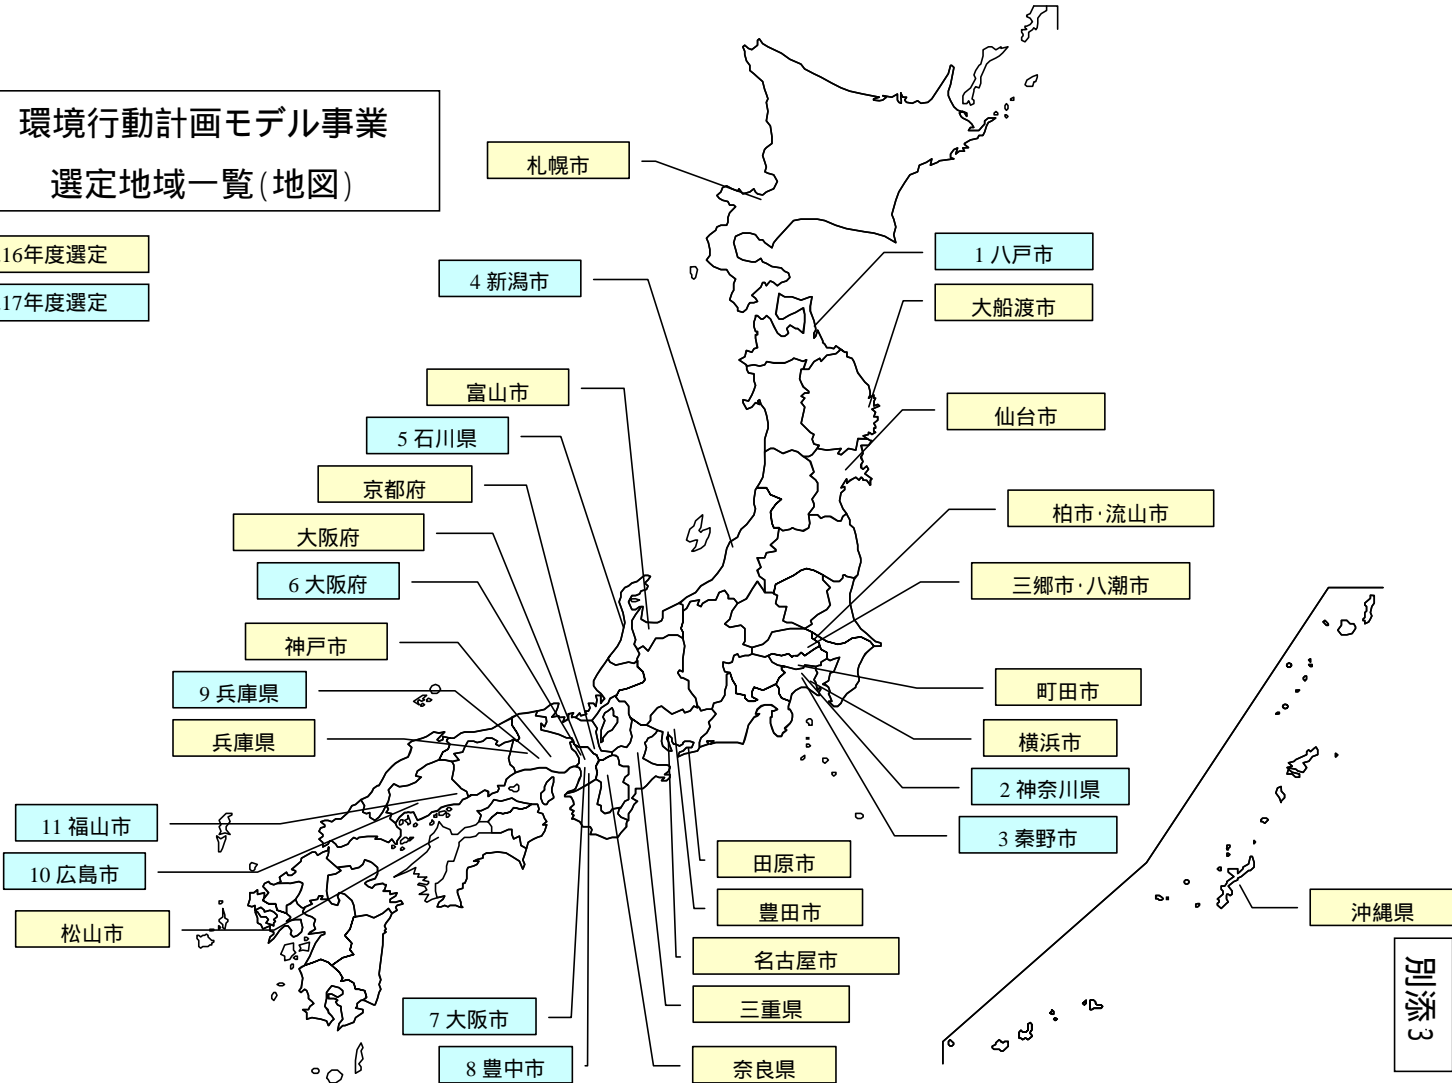 環境行動計画モデル事業
選定地域一覧(地図)
16年度選定
17年度選定
札幌市
1 八戸市
4 新潟市
大船渡市
富山市
仙台市
5 石川県
京都府
柏市･流山市
大阪府
6 大阪府
三郷市･八潮市
神戸市
9 兵庫県
町田市
兵庫県
横浜市
2 神奈川県
11 福山市
3 秦野市
田原市
10 広島市
豊田市
沖縄県
松山市
名古屋市
別添3
三重県
7 大阪市
8 豊中市
奈良県